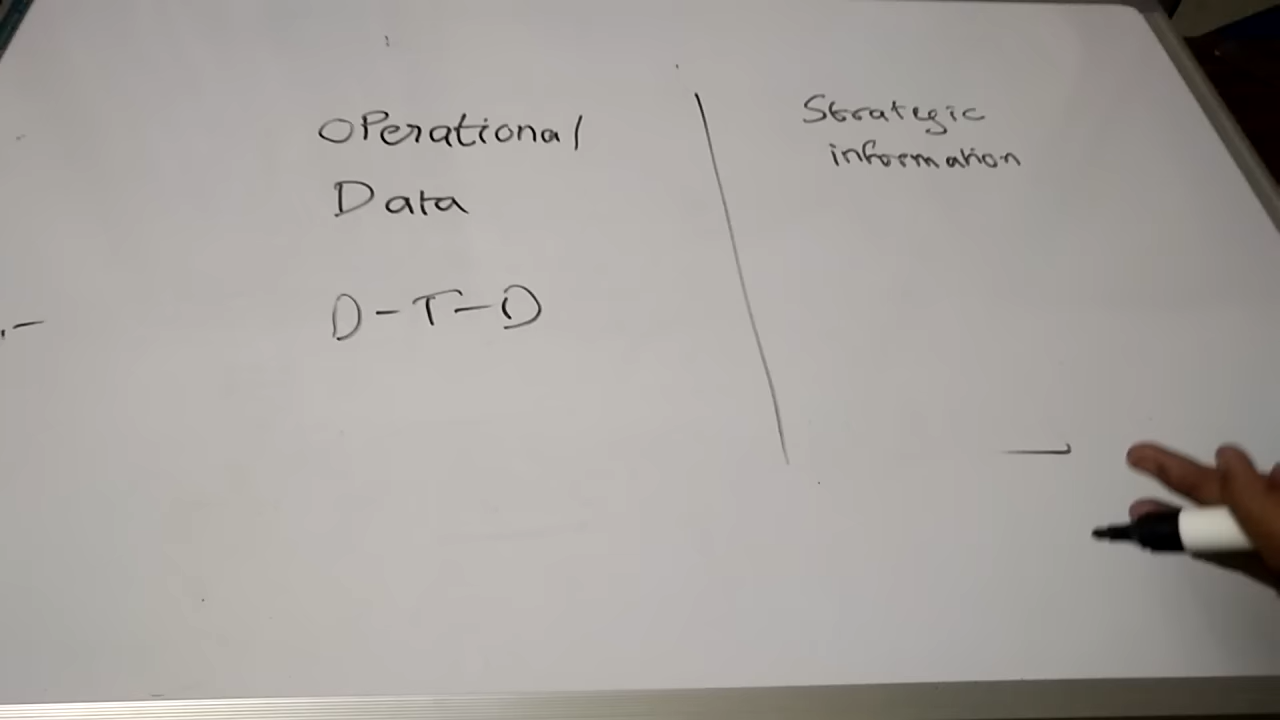 OPerational
Data
D-T-D
Strategic
information